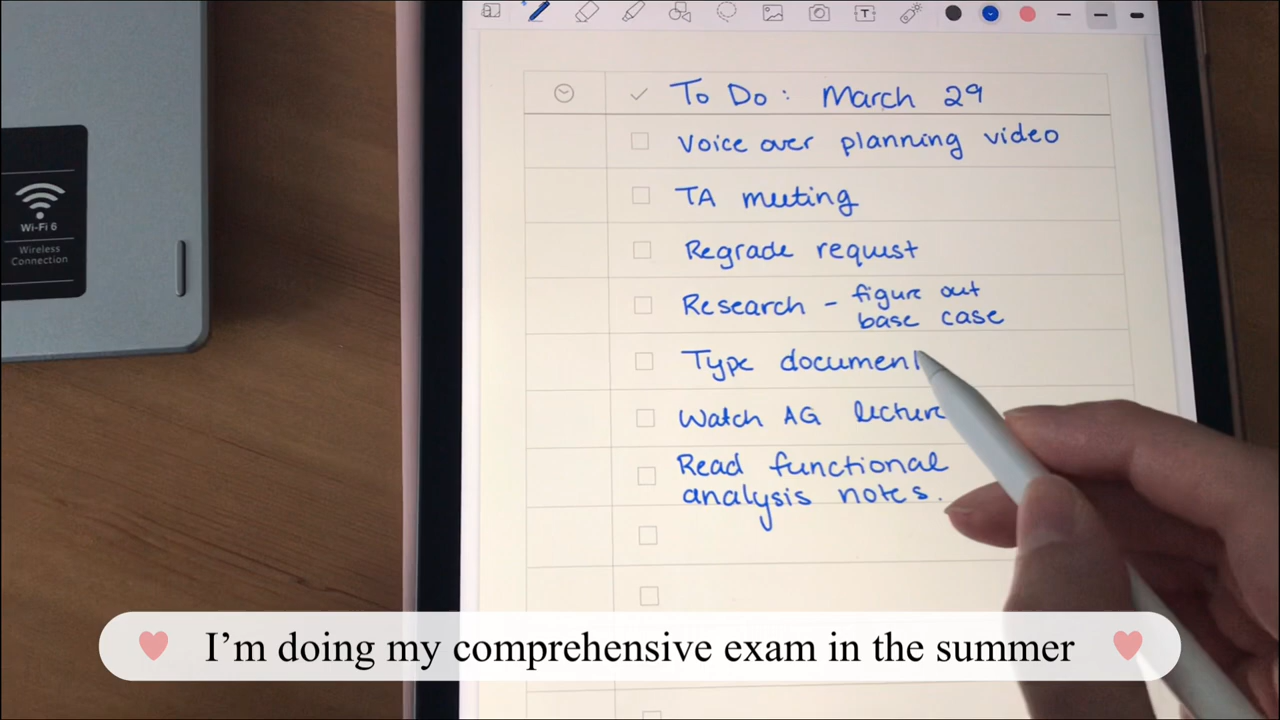 To Do: March 29
Voice over planning video
TA meeting
Regrade request
Research - figure out
base case
Type document
Watch AG lecture
Read functional
analysis notes.
Wi-Fi 6
Wireless
Connection
T
I'm doing my comprehensive exam in the summer